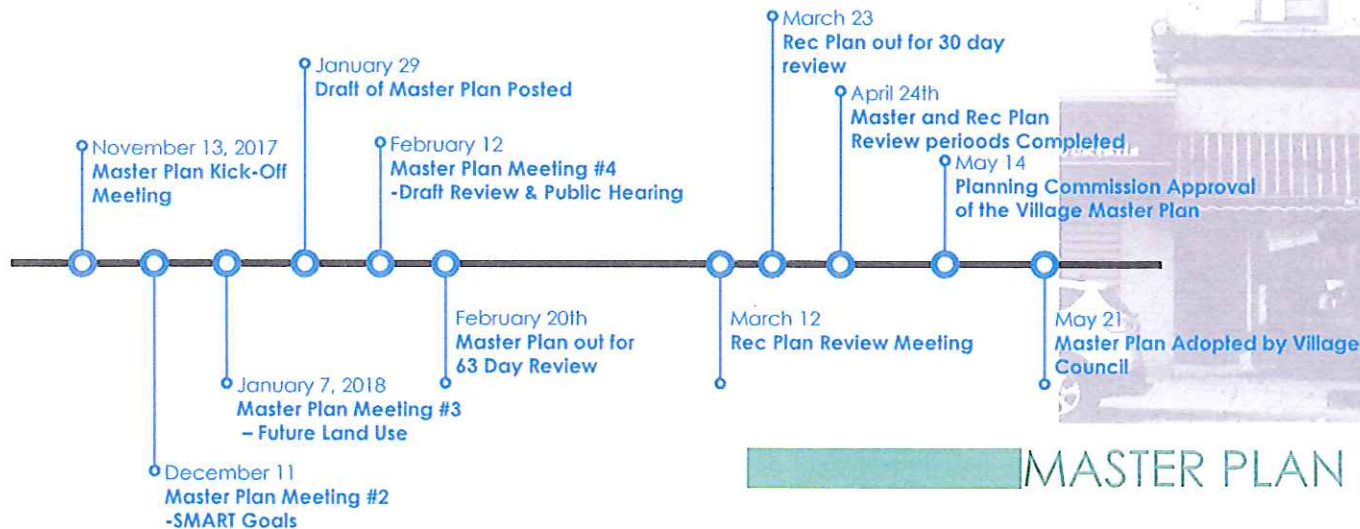 November 13, 2017
Master Plan Kick-Off
Meeting
December 11
Master Plan Meeting #2
-SMART Goals
January 7, 2018
Master Plan Meeting #3
– Future Land Use
January 29
Draft of Master Plan Posted
February 12
Master Plan Meeting #4
-Draft Review & Public Hearing
February 20th
Master Plan out for
63 Day Review
March 12
Rec Plan Review Meeting
March 23
Rec Plan out for 30 day
review
April 24th
Master and Rec Plan
Review perioods Completed
May 14
Planning Commission Approval
of the Village Master Plan
May 21
Master Plan Adopted by Village
Council
MASTER PLAN